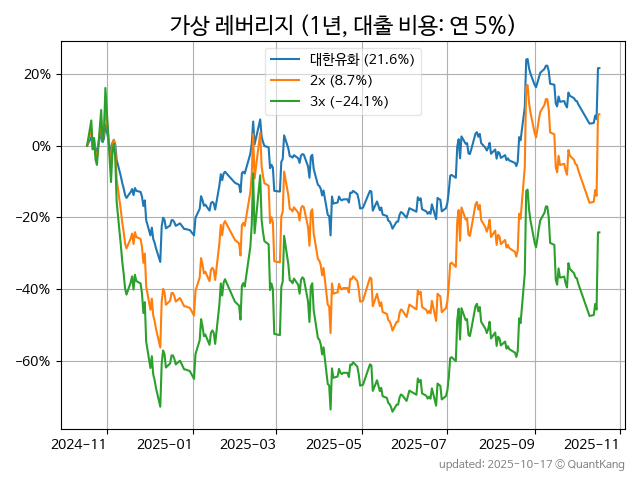 가상 레버리지 (1년, 대출 비용: 연 5%)
대한유화 (21.6%)
2x (8.7%)
3x (−24.1%)
20%
0%
−20%
−40%
−60%
2024-11 2025-01 2025-03 2025-05 2025-07 2025-09 2025-11
updated: 2025-10-17 © QuantKang